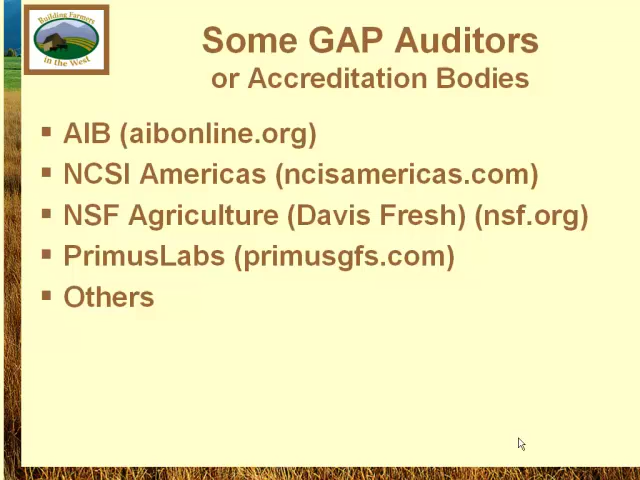 Building Farmers
in the West
Some GAP Auditors
or Accreditation Bodies
AIB (aibonline.org)
NCSI Americas (ncisamericas.com)
NSF Agriculture (Davis Fresh) (nsf.org)
PrimusLabs (primusgfs.com)
Others